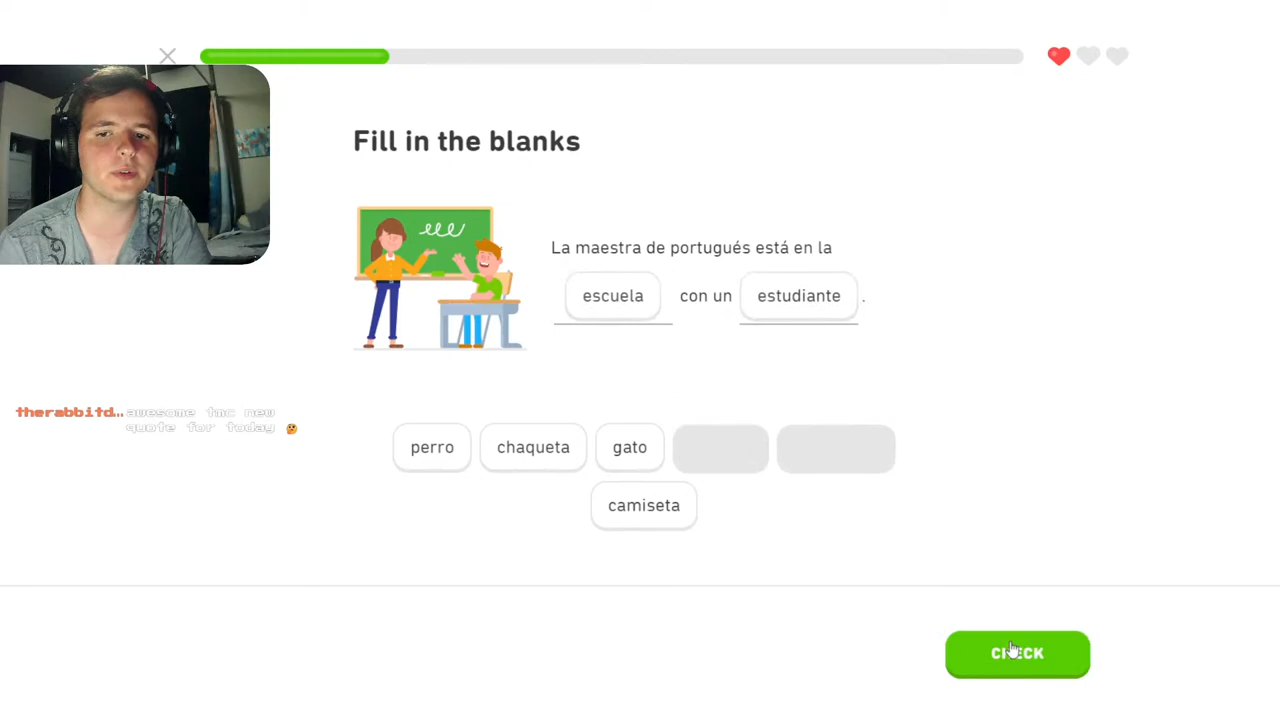 Fill in the blanks
La maestra de portugués está en la
escuela con un estudiante .
therabbitd... awesome tmc new
quote for today
perro chaqueta gato
camiseta
CHECK